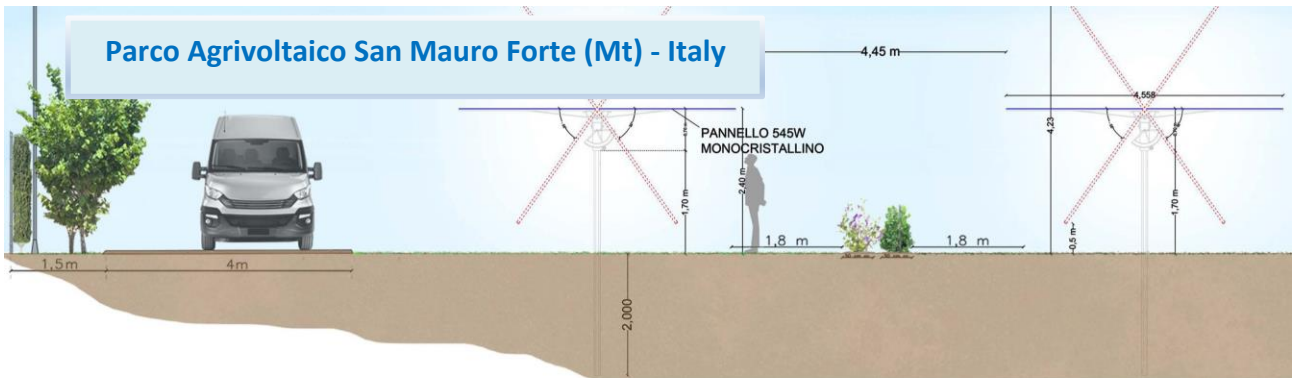 Parco Agrivoltaico San Mauro Forte (Mt) - Italy
4,45 m
4,558
4,23
PANNELLO 545W
MONOCRISTALLINO
2,40 m
1,70 m
1,70 m
0,5 m
1,8 m
1,8 m
1,5m
4m
2,000